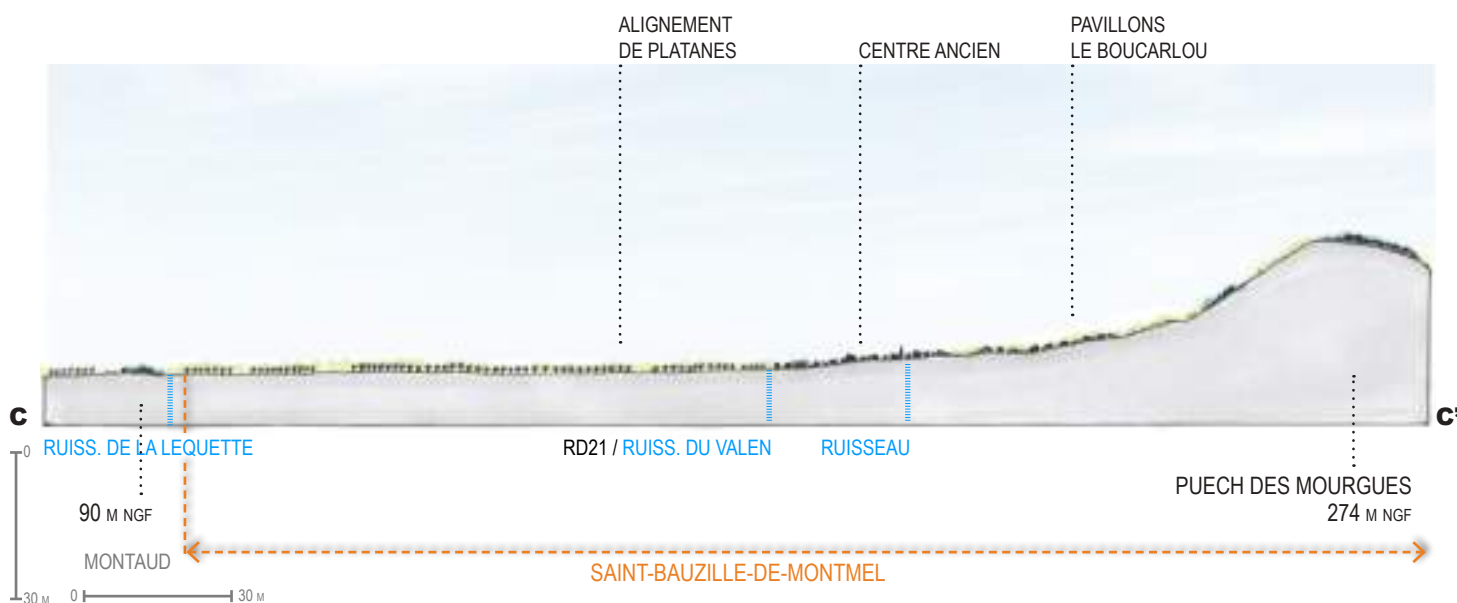 ALIGNEMENT
DE PLATANES
CENTRE ANCIEN
PAVILLONS
LE BOUCARLOU
C
C'
RUISS. DE LA LEQUETTE
RD21 / RUISS. DU VALEN
RUISSEAU
0
90 M NGF
PUECH DES MOURGUES
274 M NGF
MONTAUD
SAINT-BAUZILLE-DE-MONTMEL
30 M
0
30 M